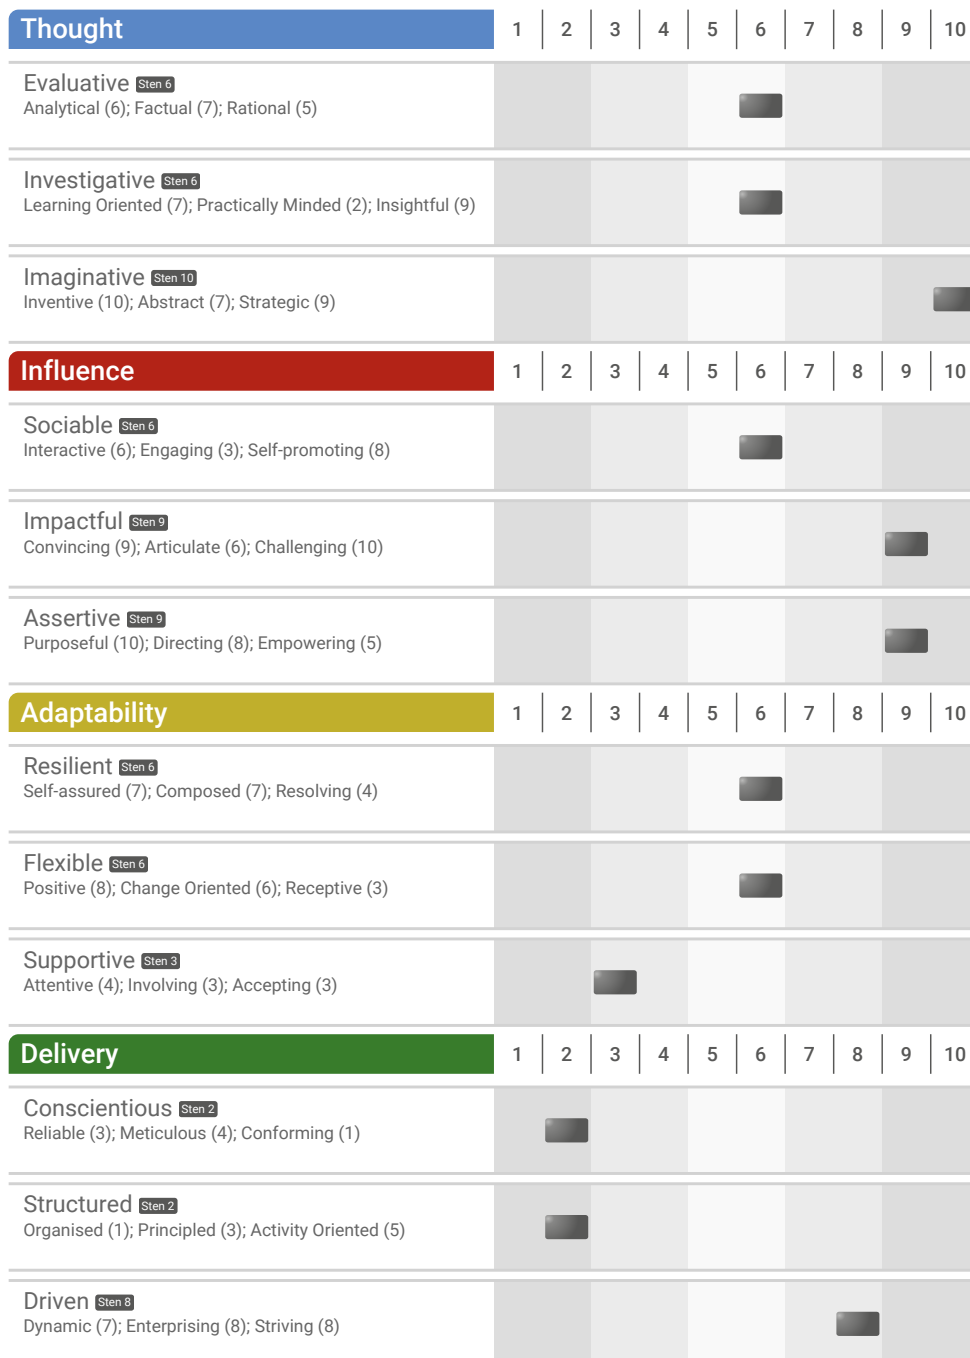 Thought 1 2 3 4 5 6 7 8 9 10
Evaluative Sten 6
Analytical (6); Factual (7); Rational (5)
Investigative Sten 6
Learning Oriented (7); Practically Minded (2); Insightful (9)
Imaginative Sten 10
Inventive (10); Abstract (7); Strategic (9)
Influence 1 2 3 4 5 6 7 8 9 10
Sociable Sten 6
Interactive (6); Engaging (3); Self-promoting (8)
Impactful Sten 9
Convincing (9); Articulate (6); Challenging (10)
Assertive Sten 9
Purposeful (10); Directing (8); Empowering (5)
Adaptability 1 2 3 4 5 6 7 8 9 10
Resilient Sten 6
Self-assured (7); Composed (7); Resolving (4)
Flexible Sten 6
Positive (8); Change Oriented (6); Receptive (3)
Supportive Sten 3
Attentive (4); Involving (3); Accepting (3)
Delivery 1 2 3 4 5 6 7 8 9 10
Conscientious Sten 2
Reliable (3); Meticulous (4); Conforming (1)
Structured Sten 2
Organised (1); Principled (3); Activity Oriented (5)
Driven Sten 8
Dynamic (7); Enterprising (8); Striving (8)